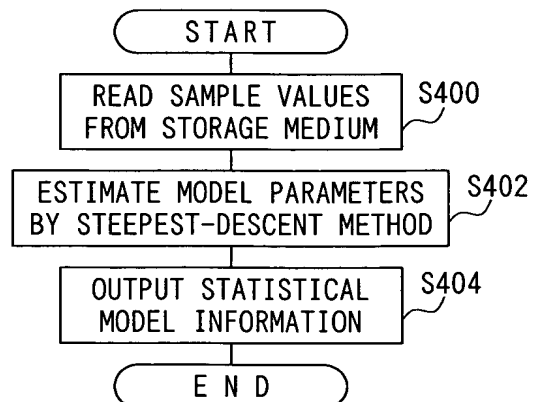 START
READ SAMPLE VALUES
FROM STORAGE MEDIUM
S400
ESTIMATE MODEL PARAMETERS
BY STEEPEST-DESCENT METHOD
S402
OUTPUT STATISTICAL
MODEL INFORMATION
S404
END